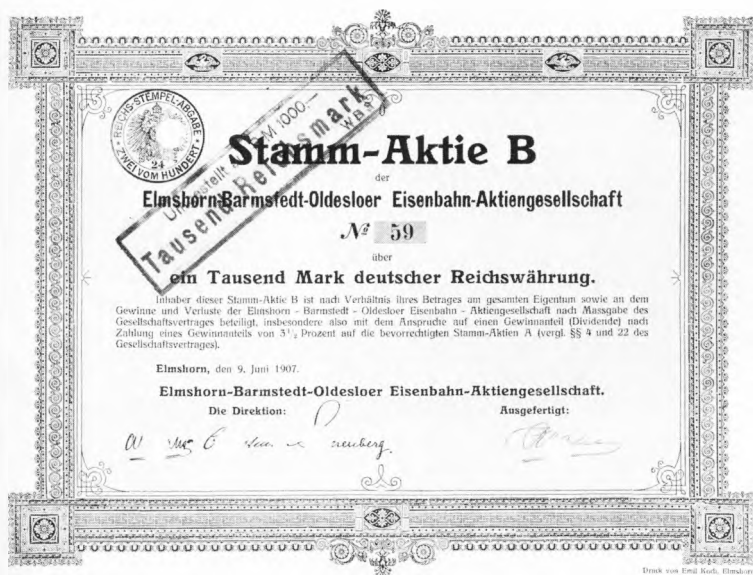 REICHS-STEMPEL-ABGABE
24
ZWEI VOM HUNDERT
Umgestellt M 1000.—
Tausend Reichsmark
WBS
Stamm-Aktie B
der
Elmshorn-Barmstedt-Oldesloer Eisenbahn-Aktiengesellschaft
№ 59
über
ein Tausend Mark deutscher Reichswährung.
Inhaber dieser Stamm-Aktie B ist nach Verhältnis ihres Betrages am gesamten Eigentum sowie an dem
Gewinne und Verluste der Elmshorn - Barmstedt - Oldesloer Eisenbahn - Aktiengesellschaft nach Massgabe des
Gesellschaftsvertrages beteiligt, insbesondere also mit dem Anspruche auf einen Gewinnanteil (Dividende) nach
Zahlung eines Gewinnanteils von 3½ Prozent auf die bevorrechtigten Stamm-Aktien A (vergl. §§ 4 und 22 des
Gesellschaftsvertrages).
Elmshorn, den 9. Juni 1907.
Elmshorn-Barmstedt-Oldesloer Eisenbahn-Aktiengesellschaft.
Die Direktion:
Ausgefertigt:
Druck von Emil Koch, Elmshorn